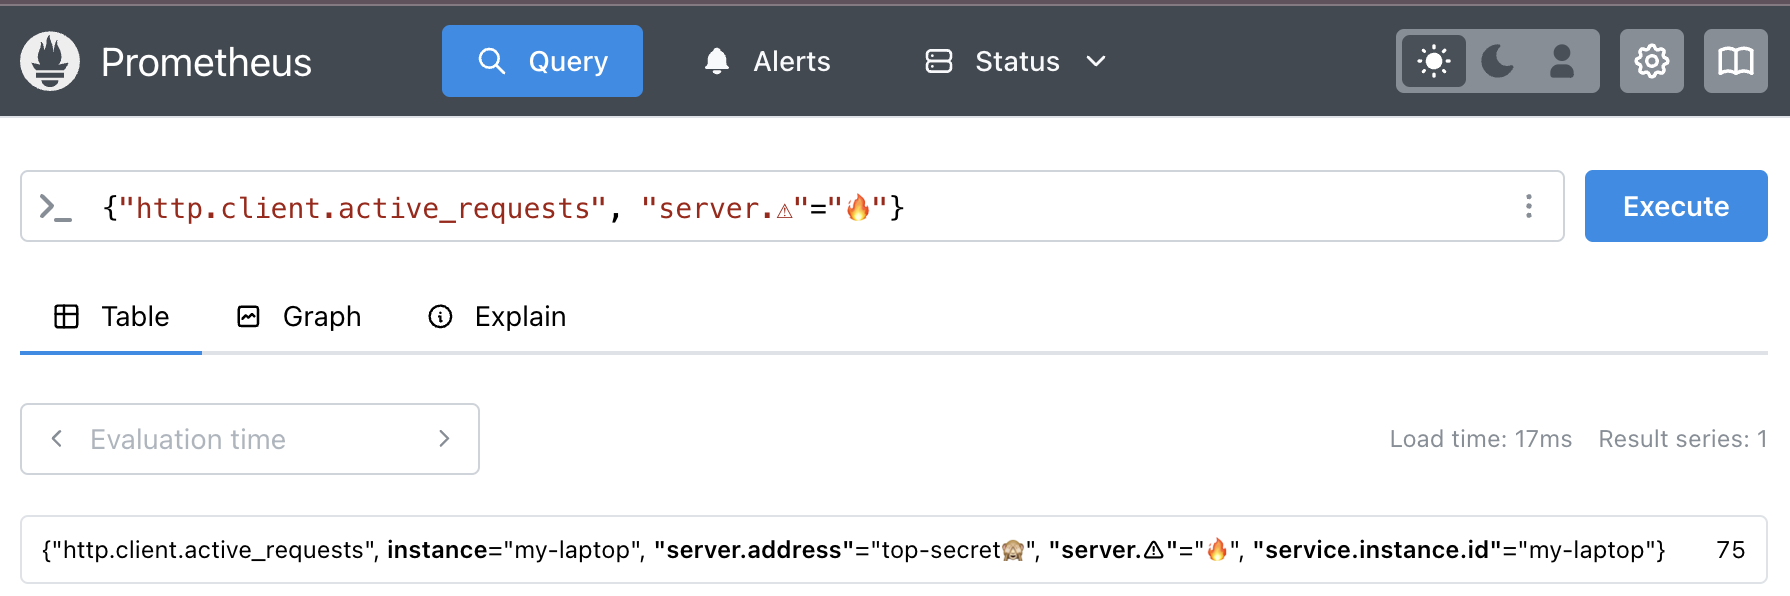 Prometheus Query Alerts Status
{"http.client.active_requests", "server.⚠"="🔥"} Execute
Table Graph Explain
Evaluation time Load time: 17ms Result series: 1
{"http.client.active_requests", instance="my-laptop", "server.address"="top-secret🙈", "server.⚠"="🔥", "service.instance.id"="my-laptop"} 75